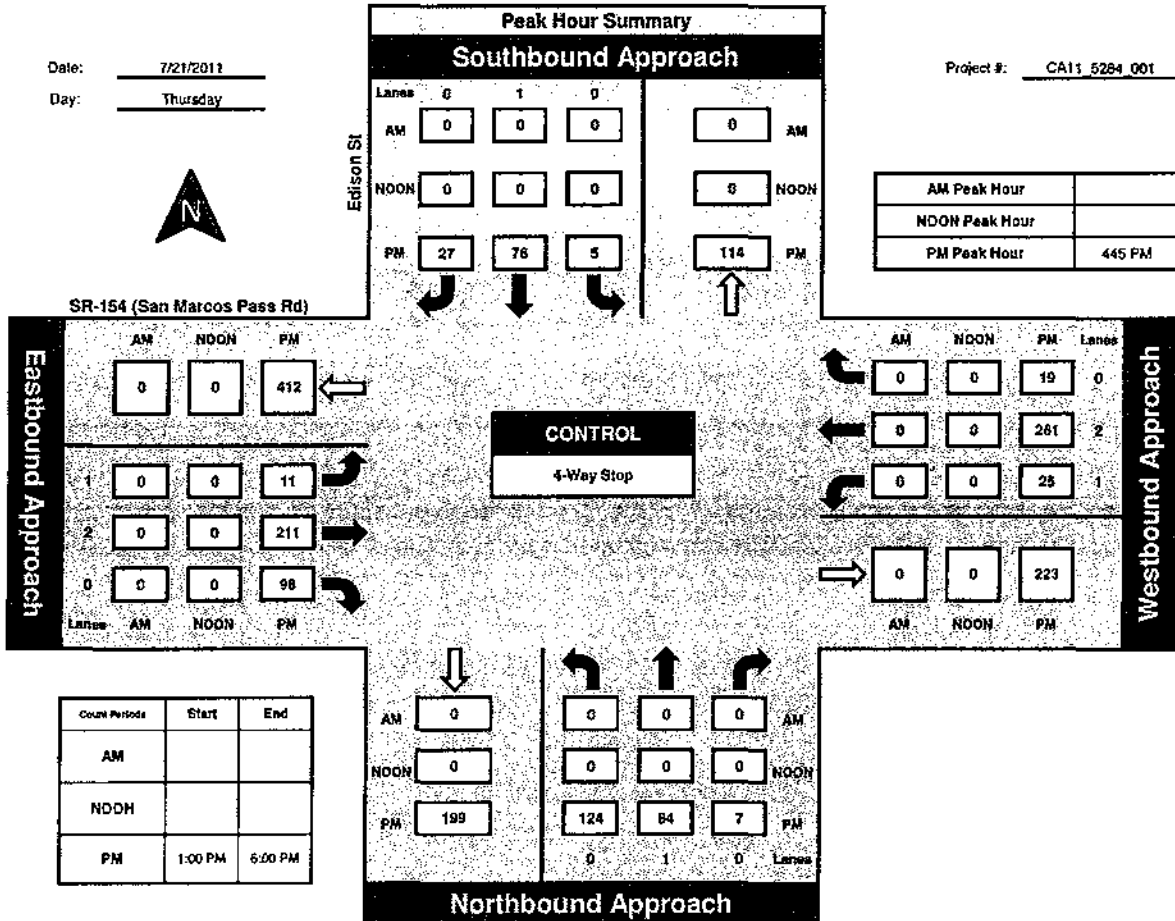 Peak Hour Summary
Southbound Approach
Date: 7/21/2011
Day: Thursday
Project #: CA11_5284_001
N
Edison St
Lanes 0 1 0
AM 0 0 0 0 AM
NOON 0 0 0 0 NOON
PM 27 76 5 114 PM
AM Peak Hour
NOON Peak Hour
PM Peak Hour 445 PM
SR-154 (San Marcos Pass Rd)
Eastbound Approach
AM NOON PM
0 0 412
1 0 0 11
2 0 0 211
0 0 0 98
Lanes AM NOON PM
CONTROL
4-Way Stop
AM NOON PM Lanes
0 0 19 0
0 0 261 2
0 0 25 1
0 0 223
AM NOON PM
Westbound Approach
Count Periods Start End
AM
NOON
PM 1:00 PM 6:00 PM
AM 0 0 0 0 AM
NOON 0 0 0 0 NOON
PM 199 124 84 7 PM
0 1 0 Lanes
Northbound Approach